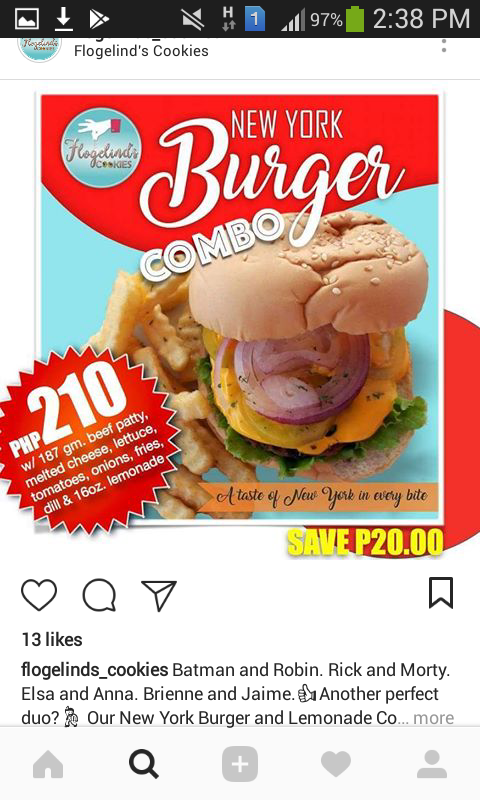 H
1
97%
2:38 PM
Flogelind's Cookies
Flogelind's
COOKIES
NEW YORK
Burger
COMBO
PHP 210
w/ 187 gm. beef patty,
melted cheese, lettuce,
tomatoes, onions, fries,
dill & 16oz. lemonade
A taste of New York in every bite
SAVE P20.00
13 likes
flogelinds_cookies Batman and Robin. Rick and Morty.
Elsa and Anna. Brienne and Jaime.👍Another perfect
duo? Our New York Burger and Lemonade Co... more